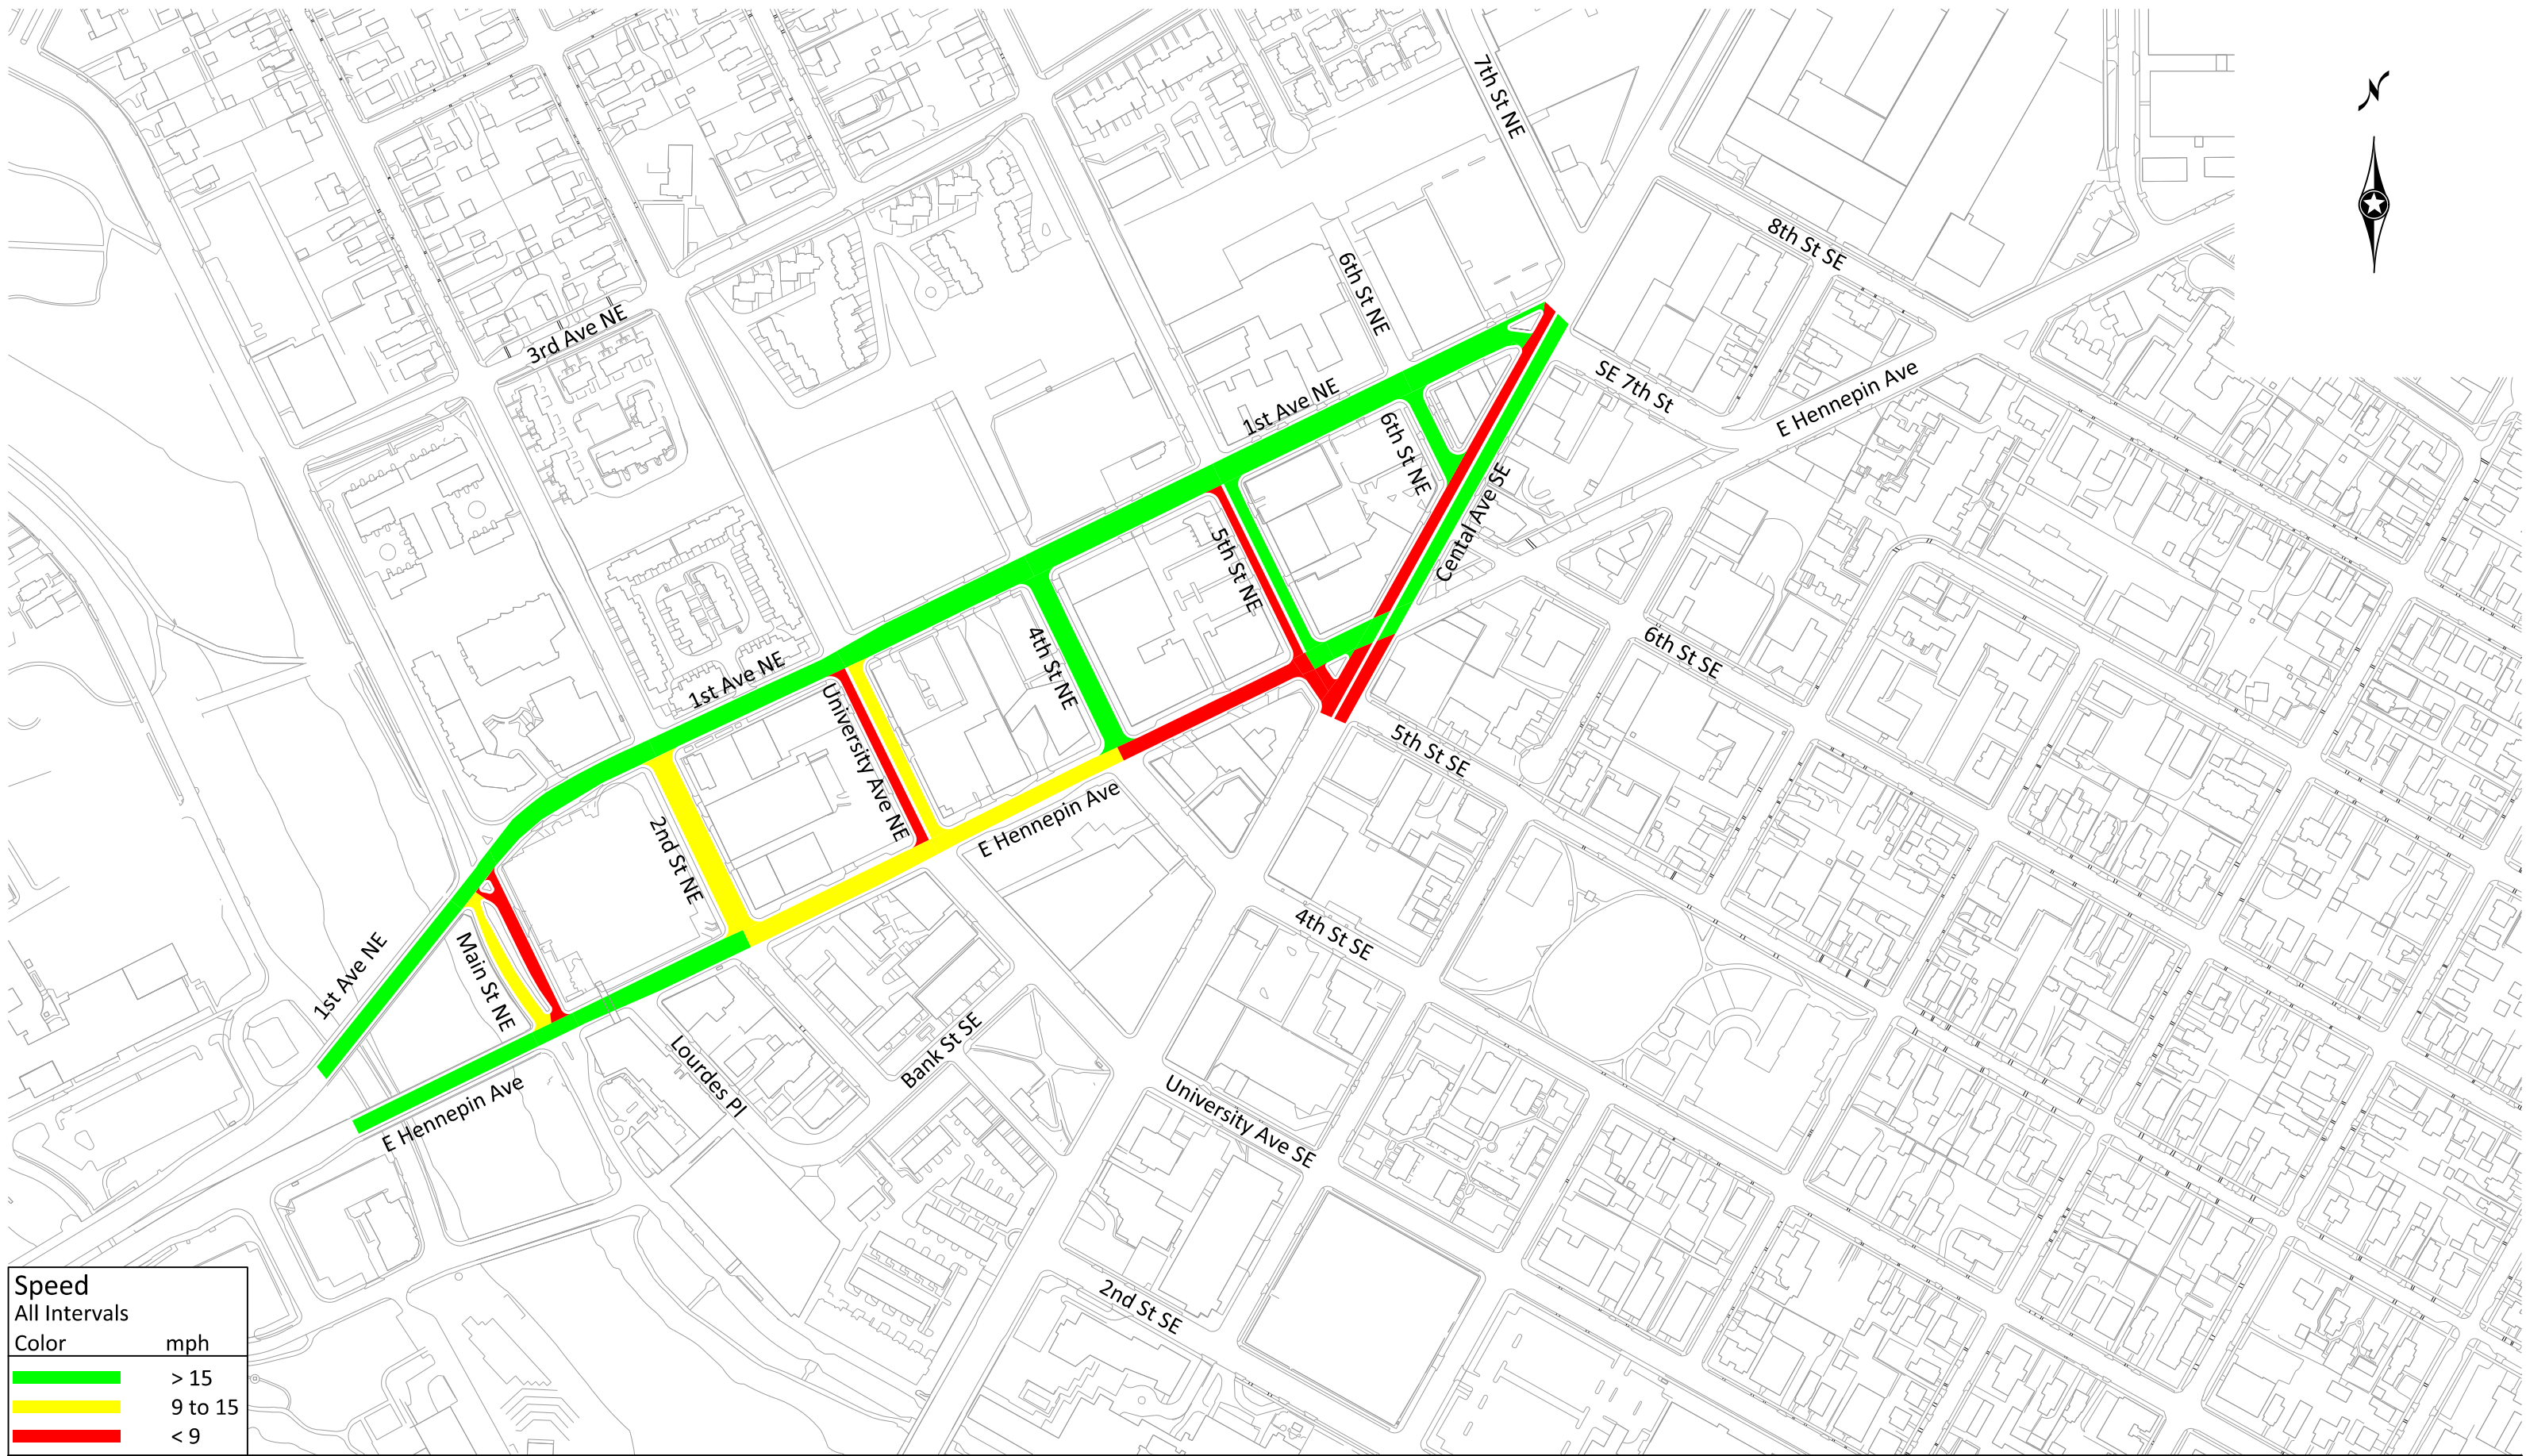 7th St NE
N
8th St SE
6th St NE
3rd Ave NE
SE 7th St
E Hennepin Ave
1st Ave NE
6th St NE
Cental Ave SE
5th St NE
4th St NE
6th St SE
1st Ave NE
University Ave NE
5th St SE
2nd St NE
E Hennepin Ave
4th St SE
1st Ave NE
Main St NE
Lourdes Pl
Bank St SE
E Hennepin Ave
University Ave SE
2nd St SE
Speed
All Intervals
Color mph
> 15
9 to 15
< 9